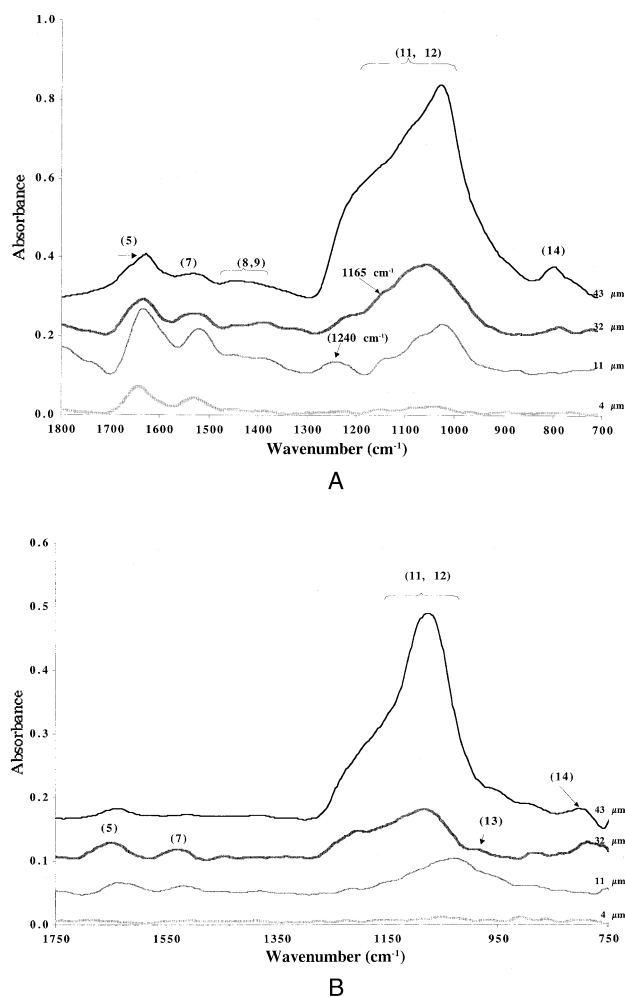 1.0
(11, 12)
0.8
Absorbance
0.6
(5)
(7)
(8,9)
(14)
0.4
1165 cm-1
43 µm
32 µm
0.2
(1240 cm-1)
11 µm
4 µm
0.0
1800 1700 1600 1500 1400 1300 1200 1100 1000 900 800 700
Wavenumber (cm-1)
A
0.6
(11, 12)
0.5
0.4
Absorbance
0.3
(14)
0.2
43 µm
(5)
(7)
(13)
32 µm
0.1
11 µm
4 µm
0.0
1750 1550 1350 1150 950 750
Wavenumber (cm-1)
B